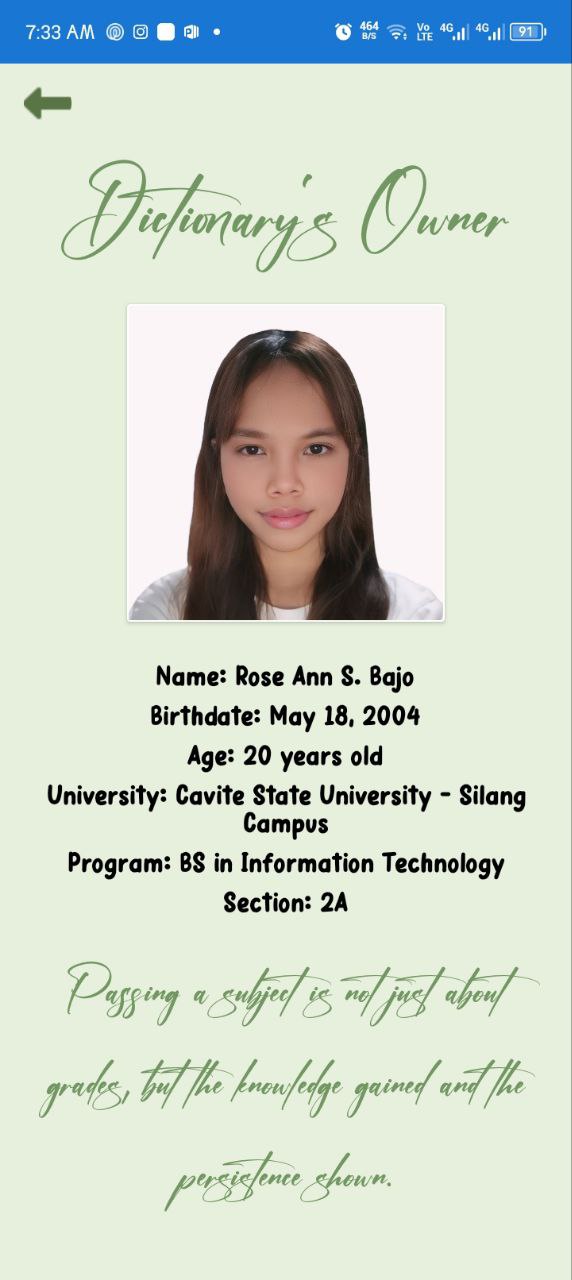 7:33 AM 464 B/S Vo LTE 4G 4G 91
Dictionary's Owner
Name: Rose Ann S. Bajo
Birthdate: May 18, 2004
Age: 20 years old
University: Cavite State University - Silang
Campus
Program: BS in Information Technology
Section: 2A
Passing a subject is not just about
grades, but the knowledge gained and the
persistence shown.